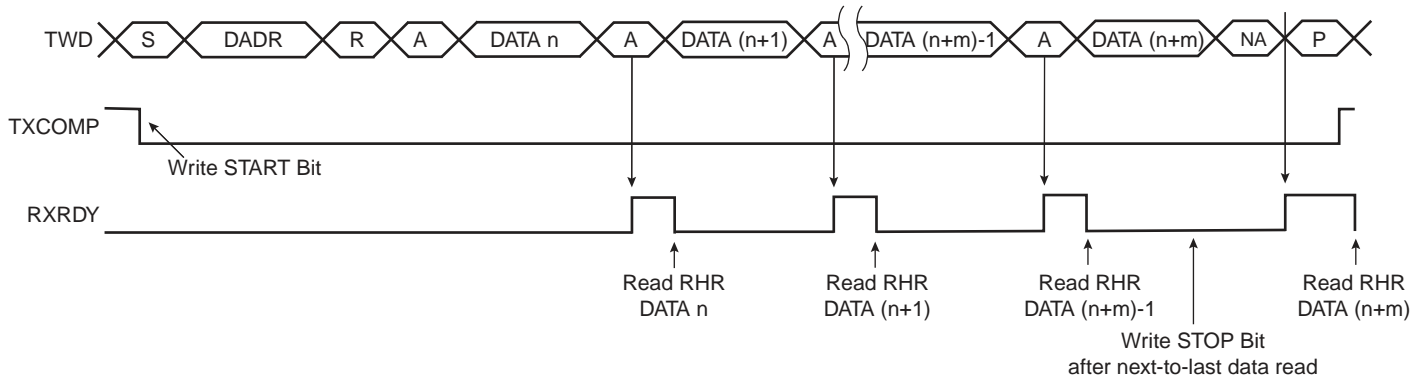 TWD S DADR R A DATA n A DATA (n+1) A DATA (n+m)-1 A DATA (n+m) NA P
TXCOMP
Write START Bit
RXRDY
Read RHR Read RHR Read RHR Read RHR
DATA n DATA (n+1) DATA (n+m)-1 DATA (n+m)
Write STOP Bit
after next-to-last data read